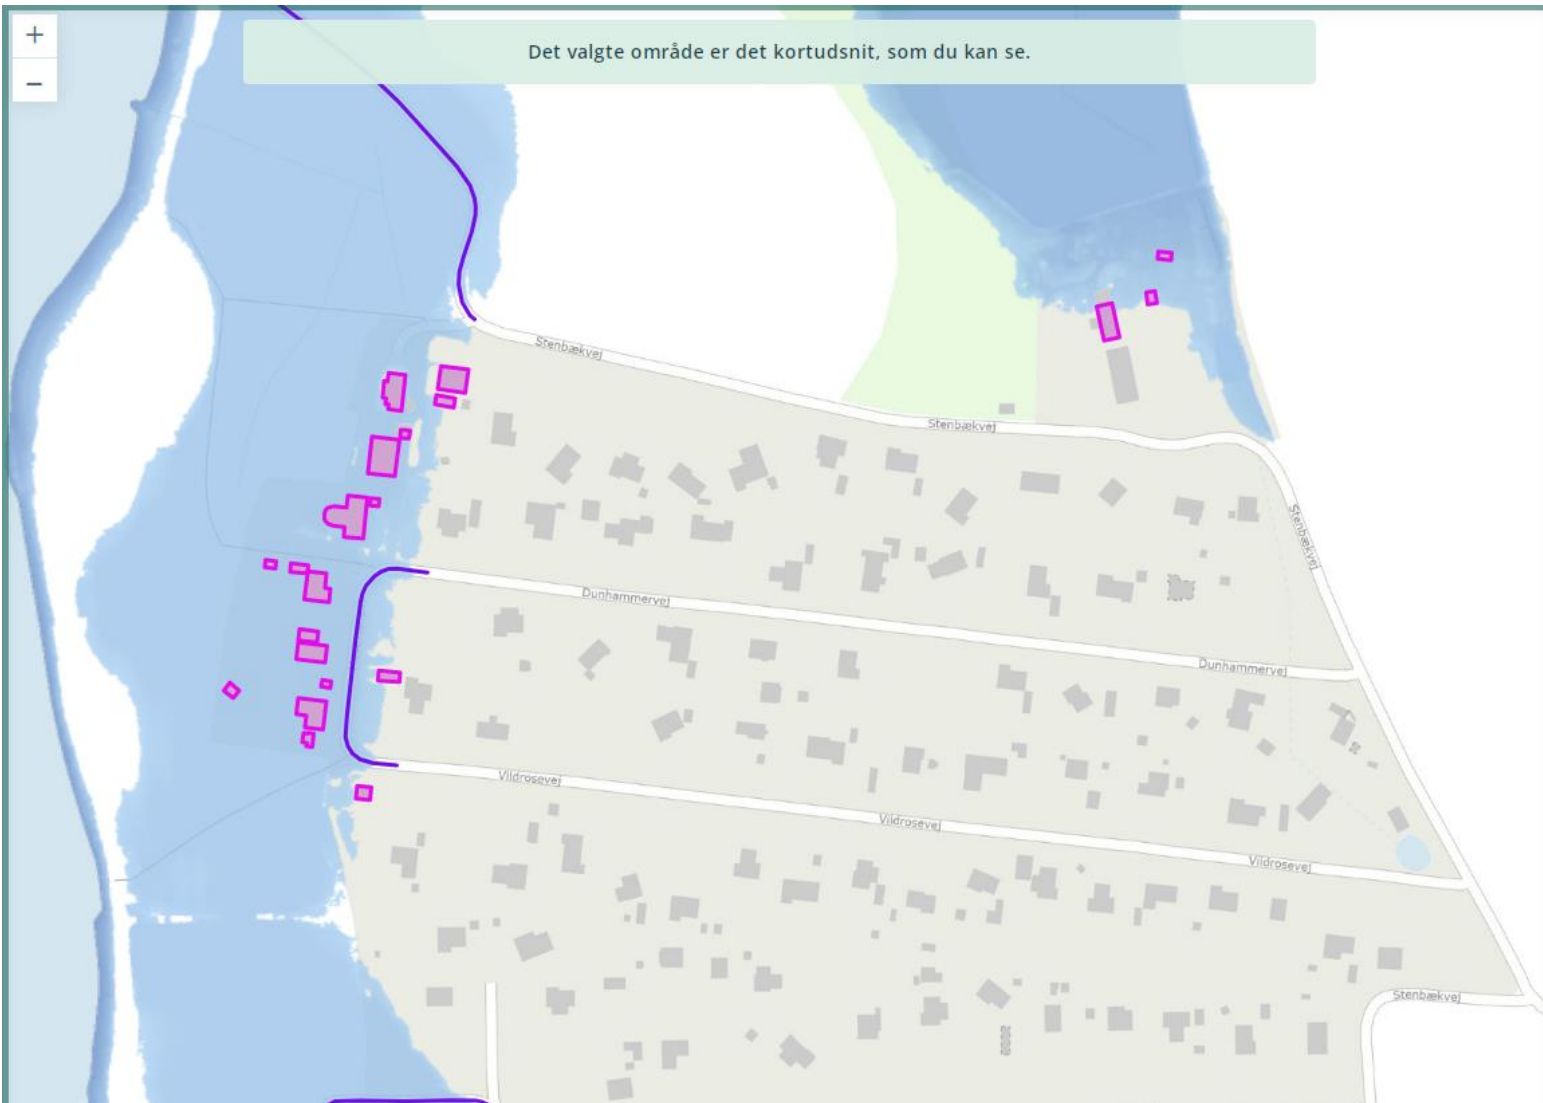 +
Det valgte område er det kortudsnit, som du kan se.
−
Stenbækvej
Stenbækvej
Stenbækvej
Dunhammervej
Dunhammervej
Vildrosevej
Vildrosevej
Vildrosevej
Stenbækvej